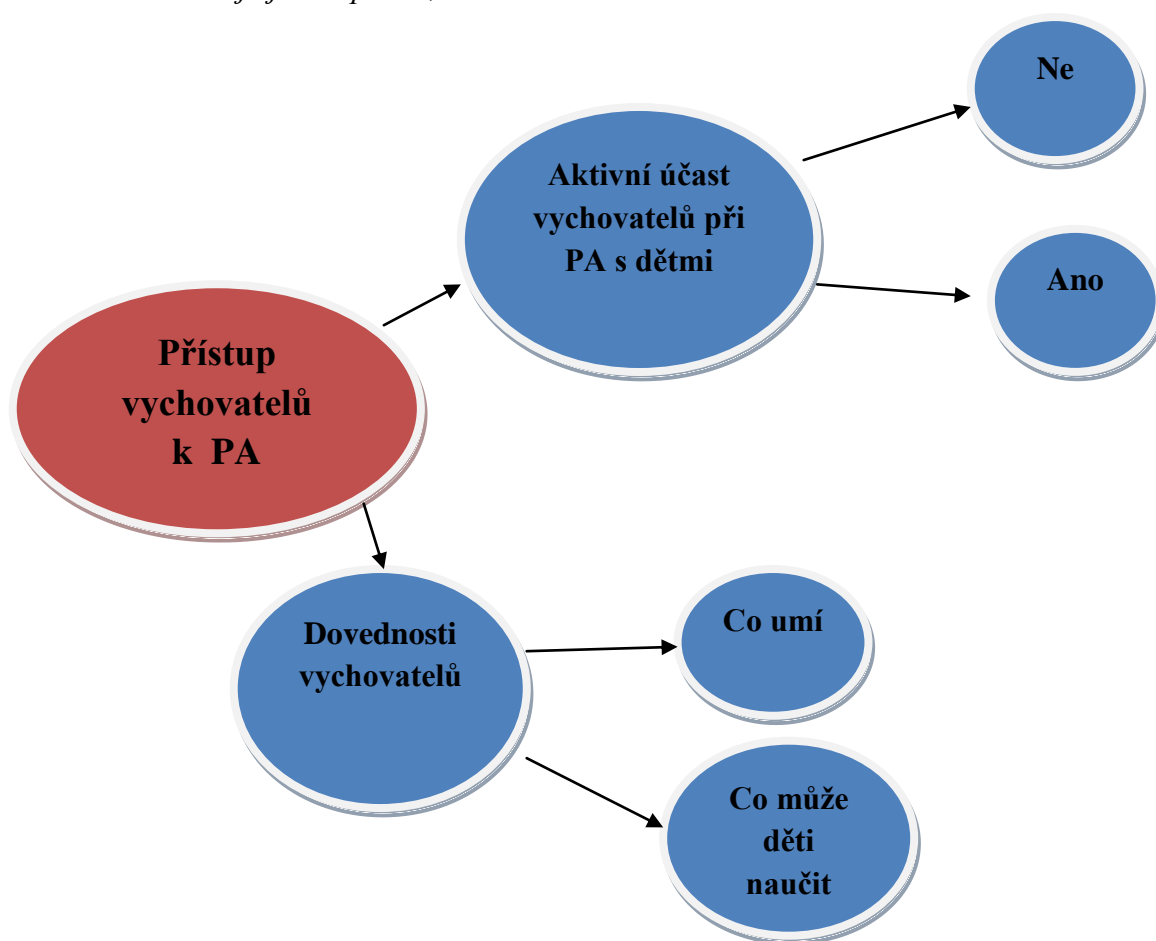 Ne
Aktivní účast
vychovatelů při
PA s dětmi
Ano
Přístup
vychovatelů
k PA
Dovednosti
vychovatelů
Co umí
Co může
děti
naučit